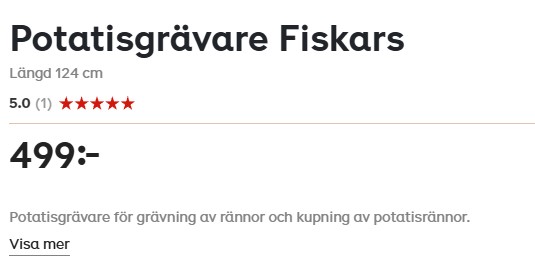 Potatisgrävare Fiskars
Längd 124 cm
5.0 (1) ★★★★★
499:-
Potatisgrävare för grävning av rännor och kupning av potatisrännor.
Visa mer